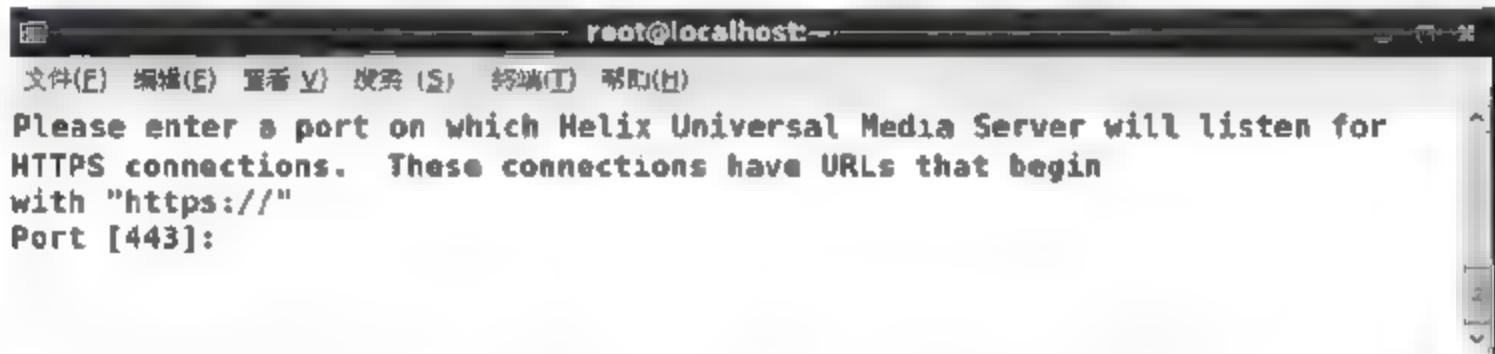 root@localhost:~
文件(F) 编辑(E) 查看(V) 搜索(S) 终端(T) 帮助(H)
Please enter a port on which Helix Universal Media Server will listen for
HTTPS connections.  These connections have URLs that begin
with "https://"
Port [443]: